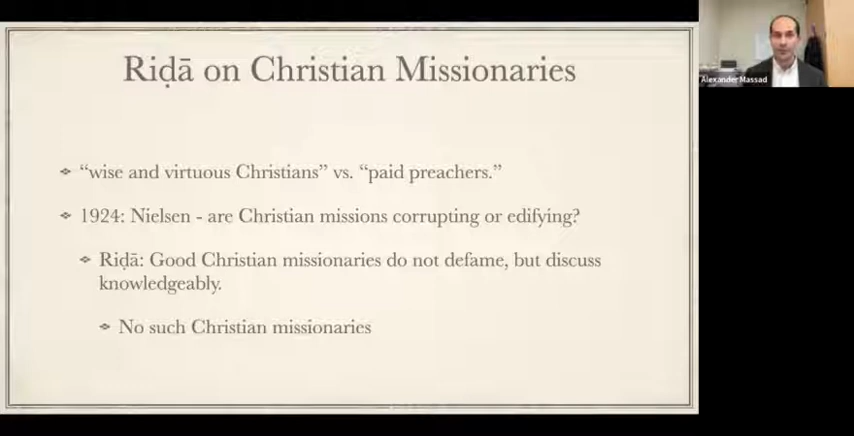 Riḍā on Christian Missionaries
“wise and virtuous Christians” vs. “paid preachers.”
1924: Nielsen - are Christian missions corrupting or edifying?
Riḍā: Good Christian missionaries do not defame, but discuss
knowledgeably.
No such Christian missionaries
Alexander Massad